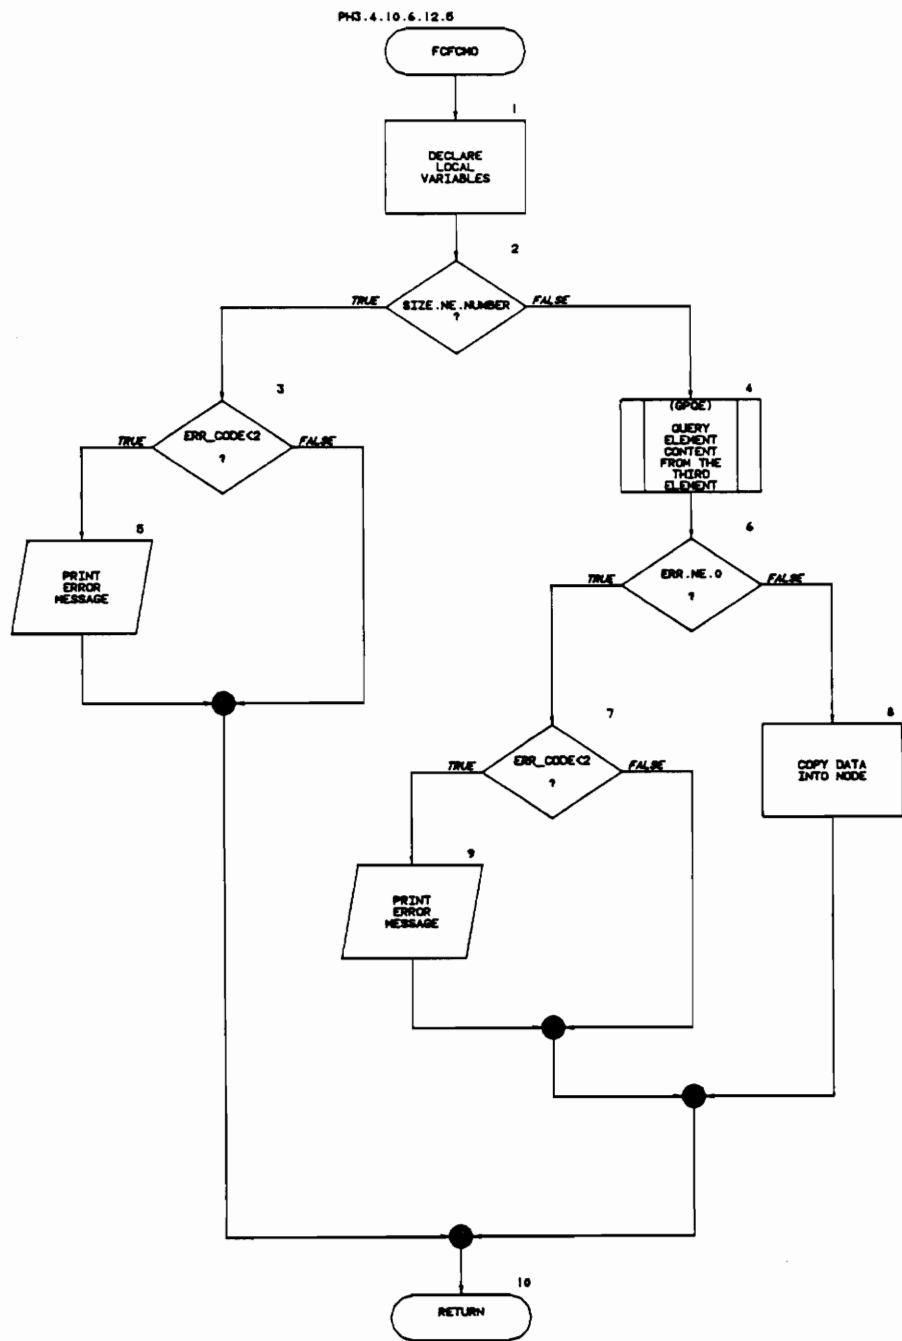 PH3.4.10.6.12.5
FCFCMO
1
DECLARE
LOCAL
VARIABLES
2
SIZE.NE.NUMBER
?
TRUE
FALSE
3
ERR_CODE<2
?
TRUE
FALSE
4
(GPQE)
QUERY
ELEMENT
CONTENT
FROM THE
THIRD
ELEMENT
5
PRINT
ERROR
MESSAGE
6
ERR.NE.0
?
TRUE
FALSE
7
ERR_CODE<2
?
TRUE
FALSE
8
COPY DATA
INTO NODE
9
PRINT
ERROR
MESSAGE
10
RETURN